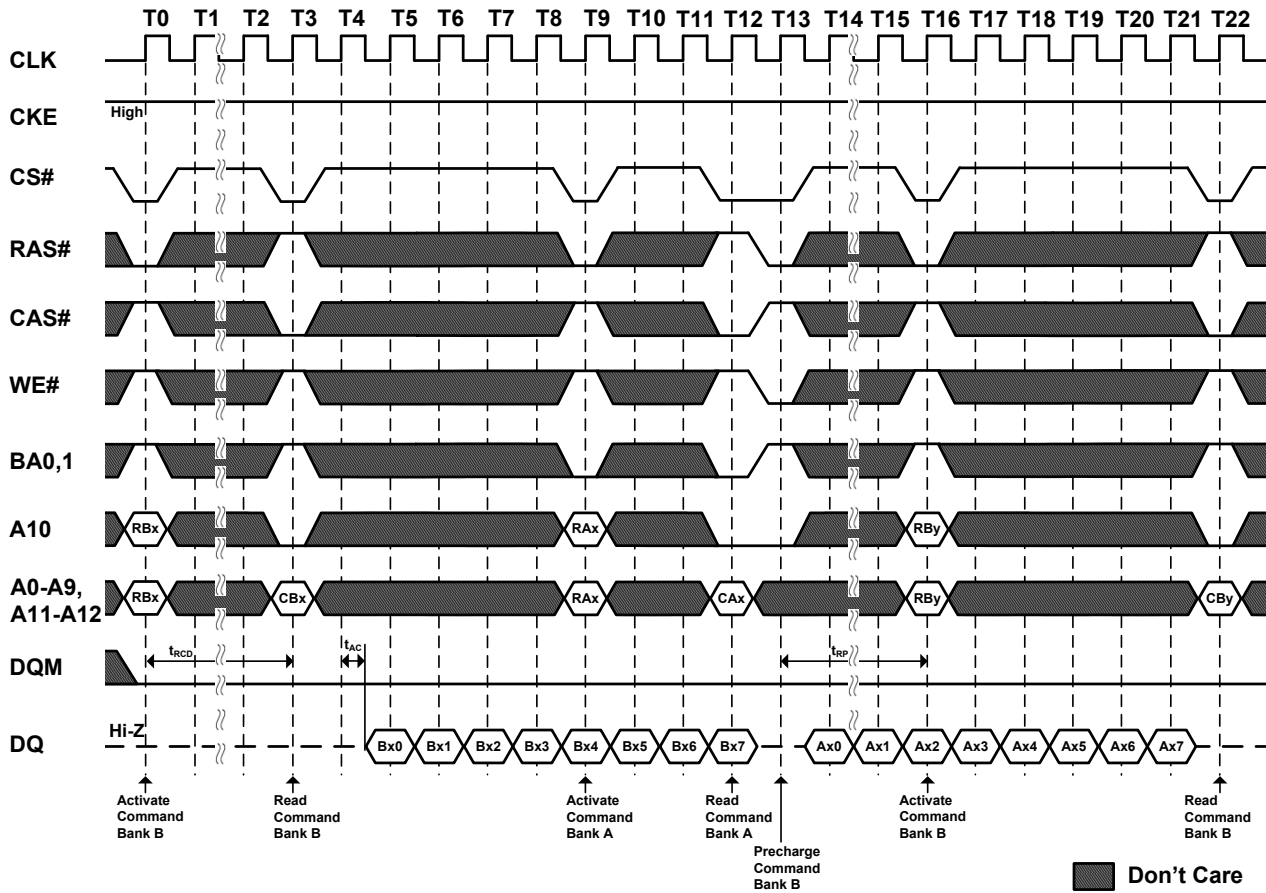 T0 T1 T2 T3 T4 T5 T6 T7 T8 T9 T10 T11 T12 T13 T14 T15 T16 T17 T18 T19 T20 T21 T22
CLK
CKE High
CS#
RAS#
CAS#
WE#
BA0,1
A10 RBx RAx RBy
A0-A9,
A11-A12 RBx CBx RAx CAx RBy CBy
DQM tRCD tAC tRP
DQ Hi-Z Bx0 Bx1 Bx2 Bx3 Bx4 Bx5 Bx6 Bx7 Ax0 Ax1 Ax2 Ax3 Ax4 Ax5 Ax6 Ax7
Activate
Command
Bank B
Read
Command
Bank B
Activate
Command
Bank A
Read
Command
Bank A
Precharge
Command
Bank B
Activate
Command
Bank B
Read
Command
Bank B
Don't Care